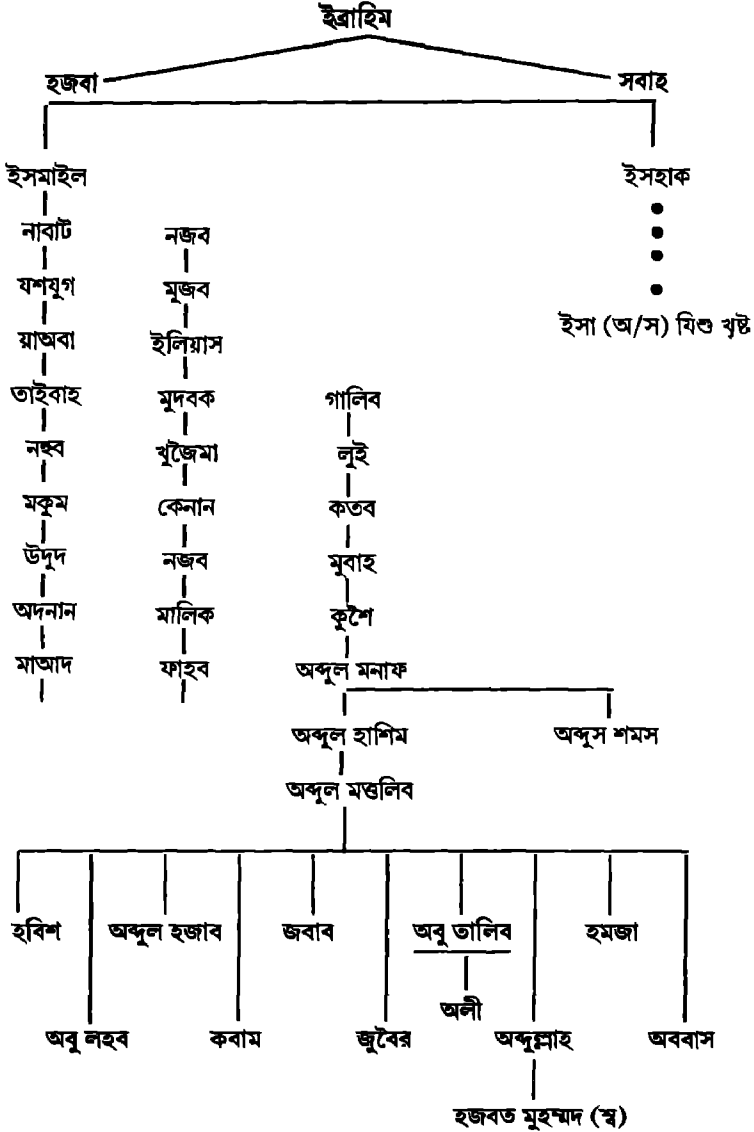 ইব্রাহিম
হজবা
সবাহ
ইসমাইল
ইসহাক
নাবাট
নজব
যশযুগ
মুজব
য়াঅবা
ইলিয়াস
ইসা (অ/স) যিশু খৃষ্ট
তাইবাহ
মুদবক
গালিব
নহুব
খুজৈমা
লূই
মকুম
কেনান
কতব
উদুদ
নজব
মুবাহ
অদনান
মালিক
কুশৈ
মাআদ
ফাহব
অব্দুল মনাফ
অব্দুল হাশিম
অব্দুস শমস
অব্দুল মত্তলিব
হবিশ
অব্দুল হজাব
জবাব
অবু তালিব
হমজা
অলী
অবু লহব
কবাম
জুবৈর
অব্দুল্লাহ
অববাস
হজবত মুহম্মদ (স্ব)